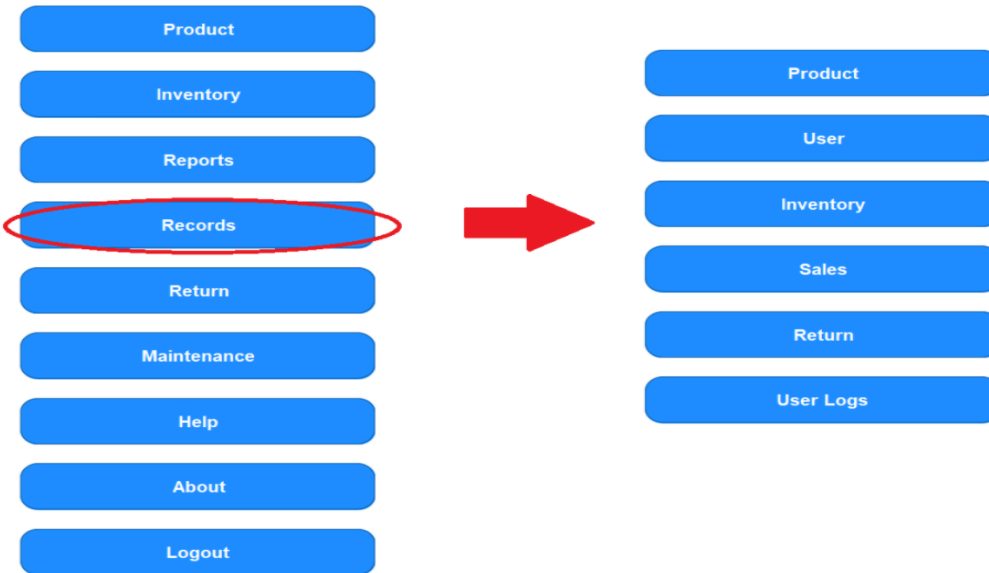 Product
Inventory
Reports
Records
Return
Maintenance
Help
About
Logout
Product
User
Inventory
Sales
Return
User Logs